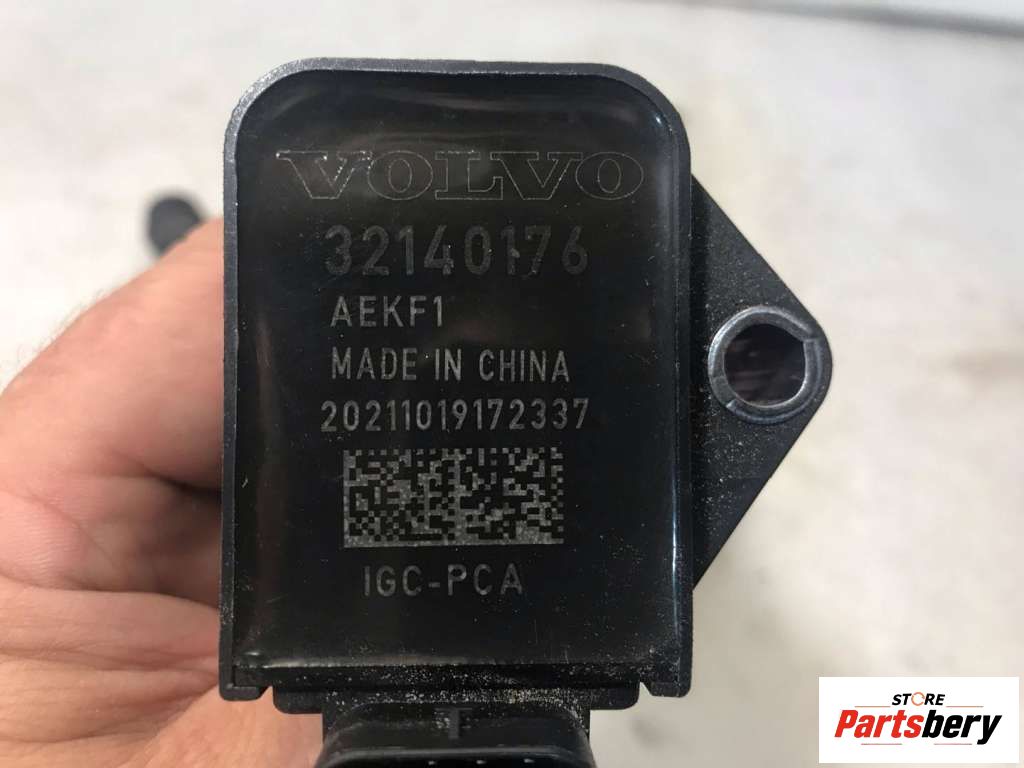 VOLVO
32140176
AEKF1
MADE IN CHINA
20211019172337
IGC-PCA
STORE
Partsbery